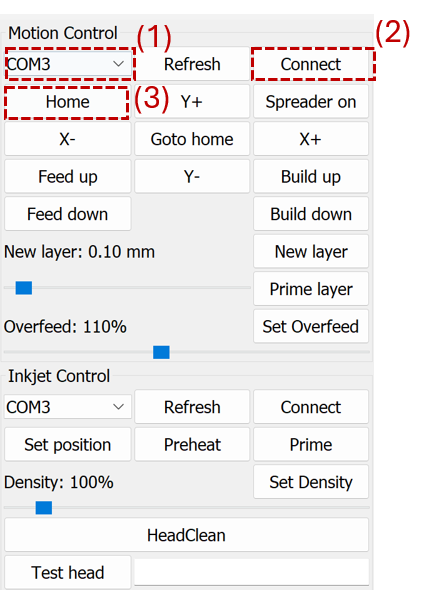 Motion Control
(1)
(2)
COM3 Refresh Connect
Home (3) Y+ Spreader on
X- Goto home X+
Feed up Y- Build up
Feed down Build down
New layer: 0.10 mm New layer
Prime layer
Overfeed: 110% Set Overfeed
Inkjet Control
COM3 Refresh Connect
Set position Preheat Prime
Density: 100% Set Density
HeadClean
Test head